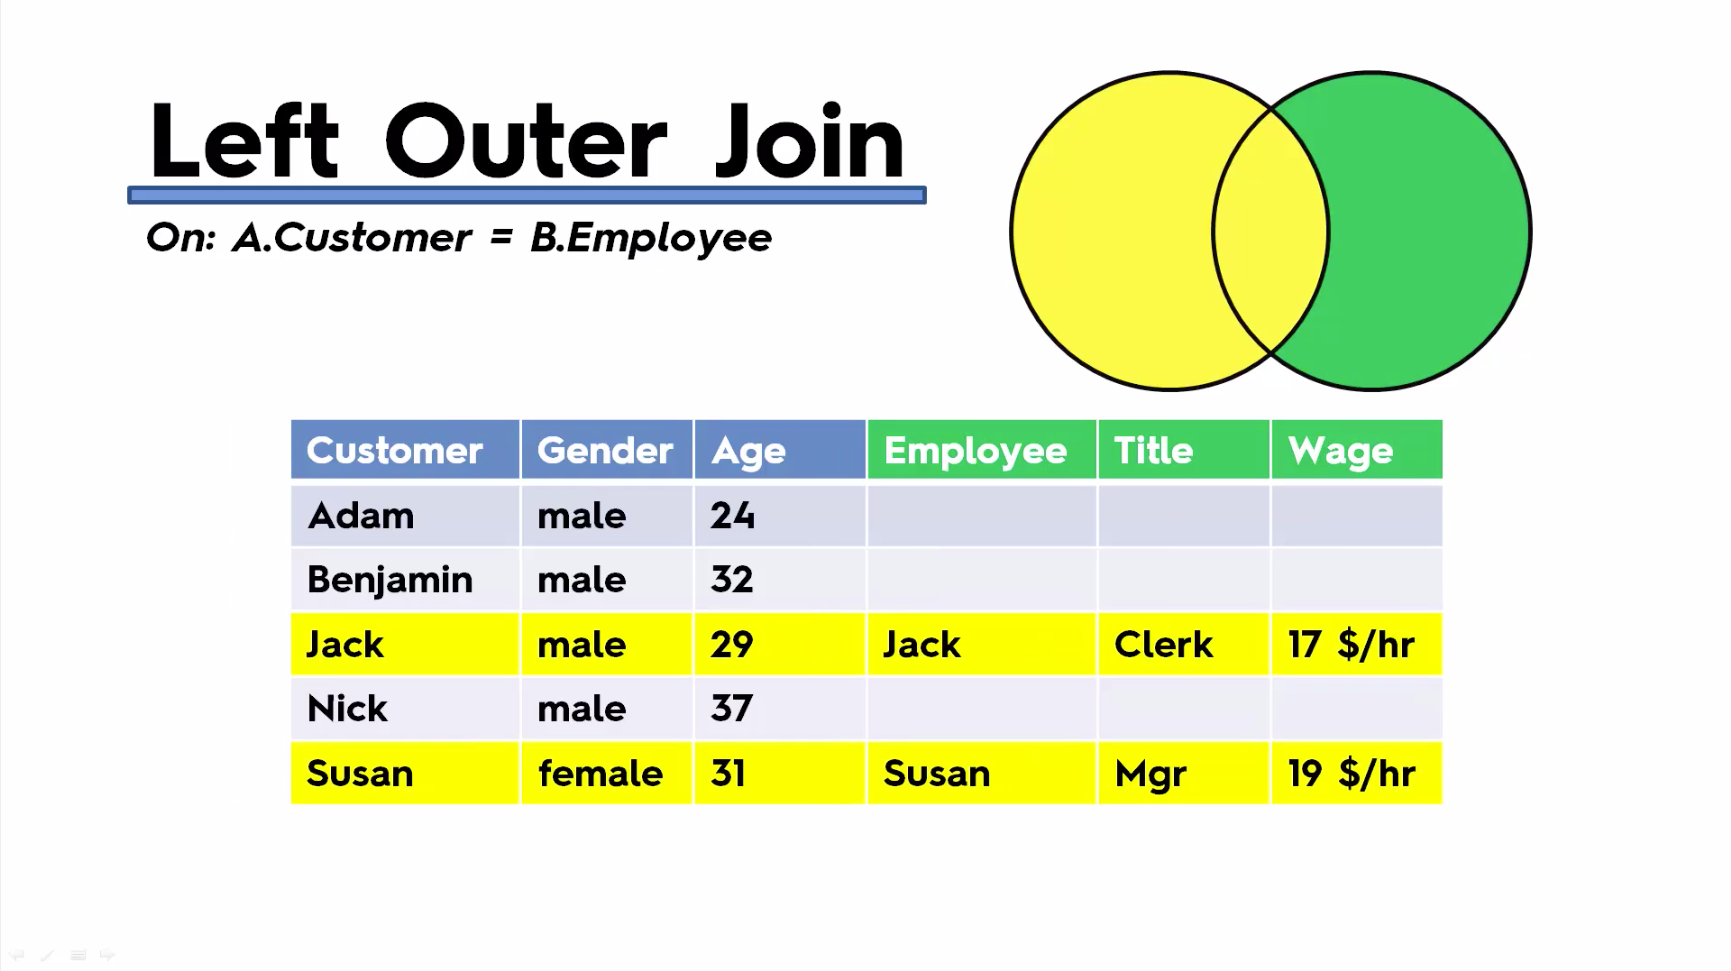 Left Outer Join
On: A.Customer = B.Employee
Customer Gender Age Employee Title Wage
Adam male 24
Benjamin male 32
Jack male 29 Jack Clerk 17 $/hr
Nick male 37
Susan female 31 Susan Mgr 19 $/hr